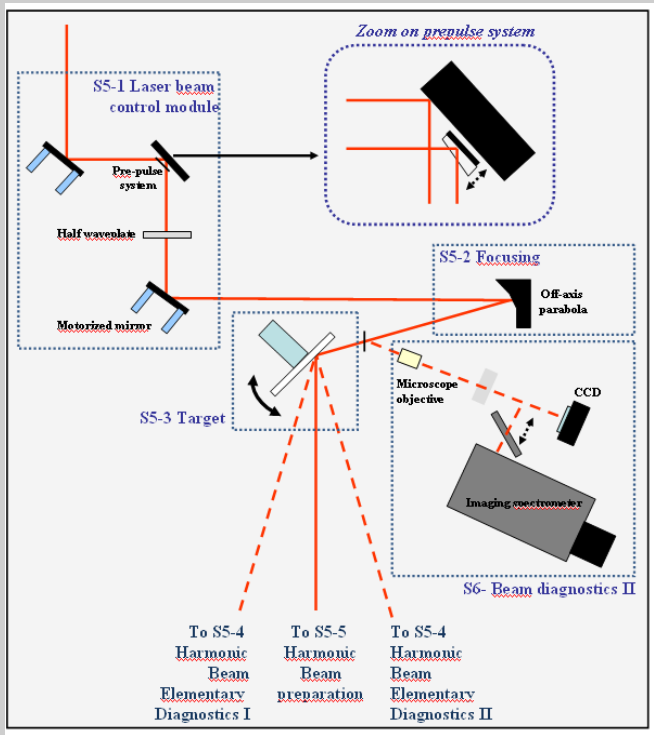 Zoom on prepulse system
S5-1 Laser beam
control module
Pre-pulse
system
Half waveplate
Motorized mirror
S5-2 Focusing
Off-axis
parabola
S5-3 Target
Microscope
objective
CCD
Imaging spectrometer
S6- Beam diagnostics II
To S5-4
Harmonic
Beam
Elementary
Diagnostics I
To S5-5
Harmonic
Beam
preparation
To S5-4
Harmonic
Beam
Elementary
Diagnostics II